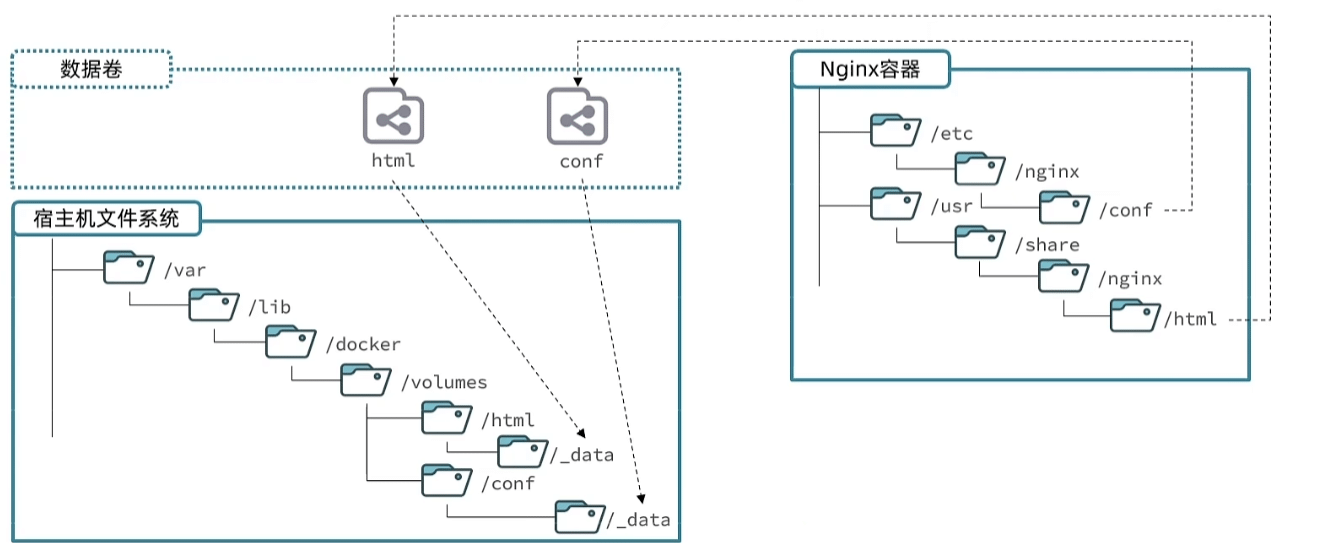 数据卷
html
conf
宿主机文件系统
/var
/lib
/docker
/volumes
/html
/_data
/conf
/_data
Nginx容器
/etc
/nginx
/conf
/usr
/share
/nginx
/html